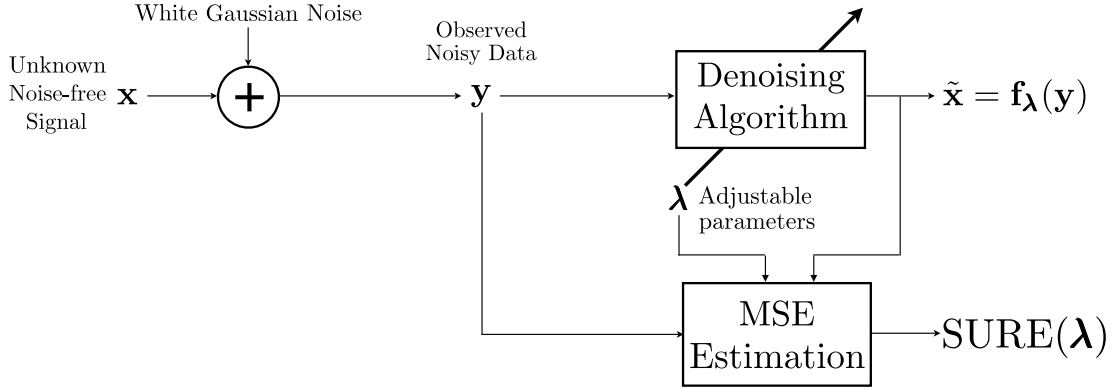 White Gaussian Noise
Unknown
Noise-free
Signal
x
+
Observed
Noisy Data
y
Denoising
Algorithm
x̃ = f_λ(y)
λ
Adjustable
parameters
MSE
Estimation
SURE(λ)